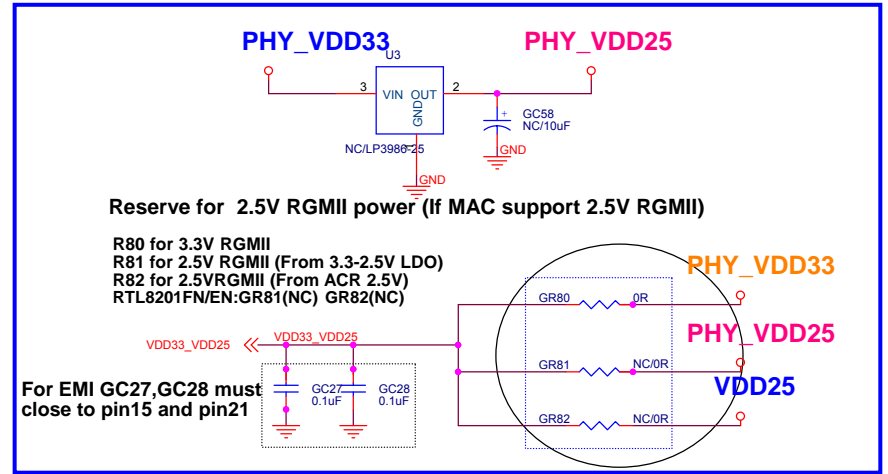 PHY_VDD33
PHY_VDD25
U3
3
VIN OUT
2
GND
1
GC58
NC/10uF
+
NC/LP3986-25
GND
GND
Reserve for 2.5V RGMII power (If MAC support 2.5V RGMII)
R80 for 3.3V RGMII
R81 for 2.5V RGMII (From 3.3-2.5V LDO)
R82 for 2.5VRGMII (From ACR 2.5V)
RTL8201FN/EN:GR81(NC) GR82(NC)
PHY_VDD33
GR80
0R
VDD33_VDD25
VDD33_VDD25
PHY_VDD25
GR81
NC/0R
For EMI GC27,GC28 must
close to pin15 and pin21
GC27
0.1uF
GC28
0.1uF
VDD25
GR82
NC/0R